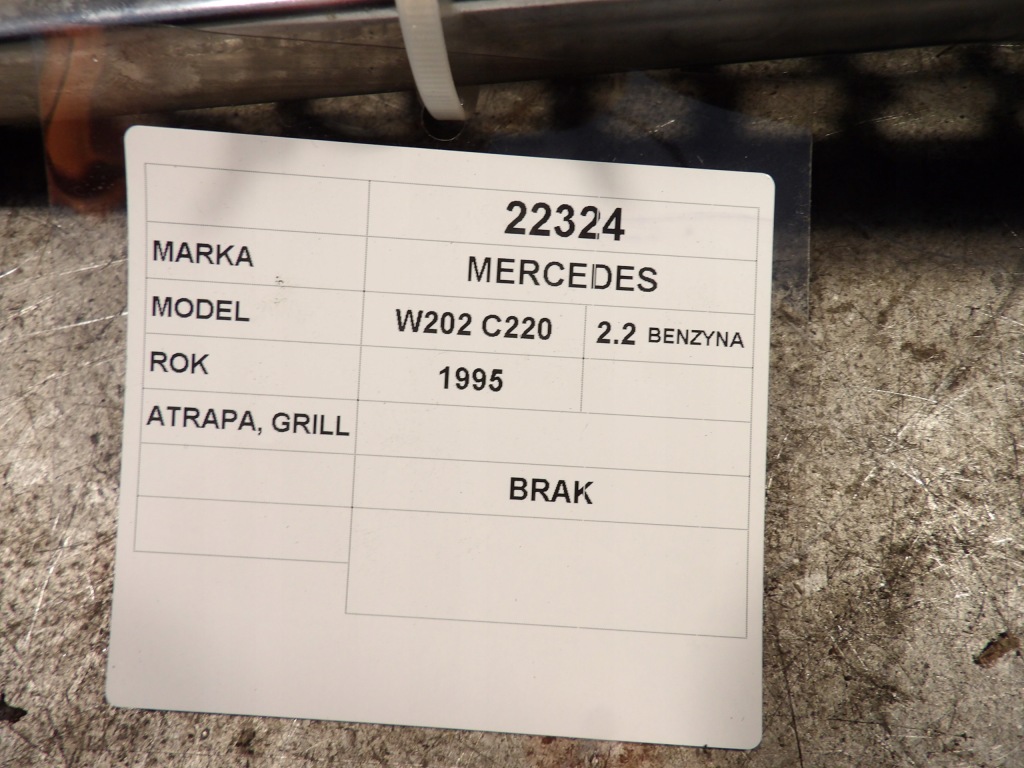 22324
MARKA MERCEDES
MODEL W202 C220 2.2 BENZYNA
ROK 1995
ATRAPA, GRILL
BRAK